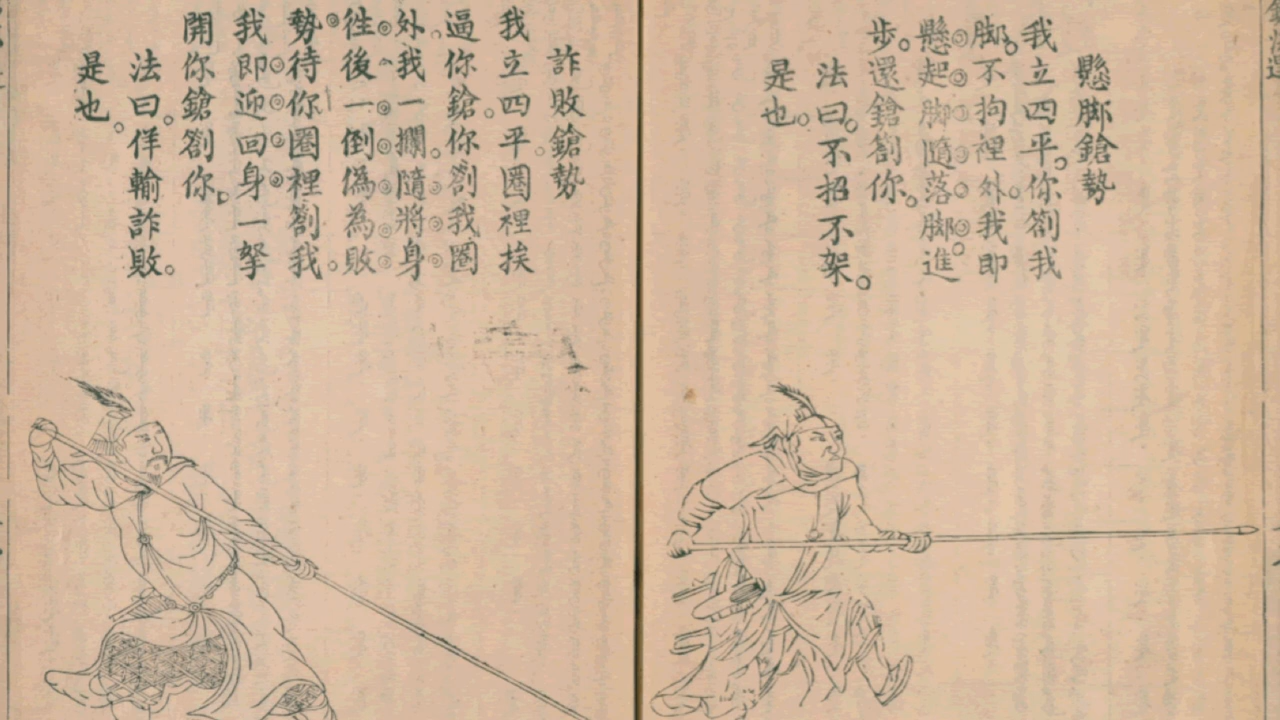 懸脚鎗勢
我立四平。你劄我
脚。不拘裡外。我即
懸起脚隨落脚。進
步。還鎗劄你。
法曰。不招不架。
是也。
詐敗鎗勢
我立四平圈裡挨
逼你鎗。你劄我圈
外。我一攔。隨將身
徃後一倒偽為敗
勢。待你圈裡劄我。
我即迎回身一拏
開你鎗劄你。
法曰。佯輸詐敗。
是也。